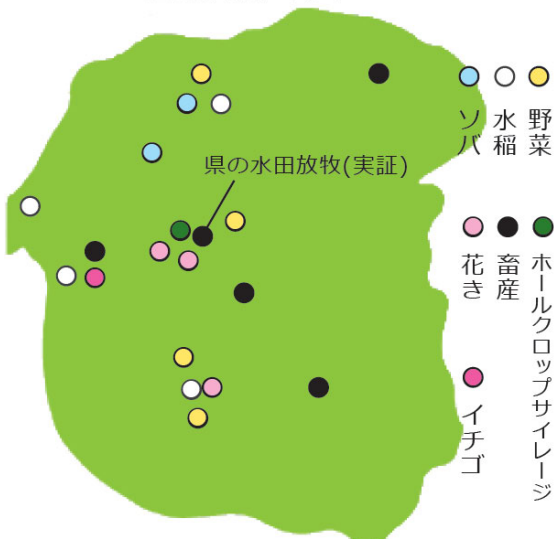 県の水田放牧(実証)
野菜
水稲
ソバ
ホールクロップサイレージ
畜産
花き
イチゴ